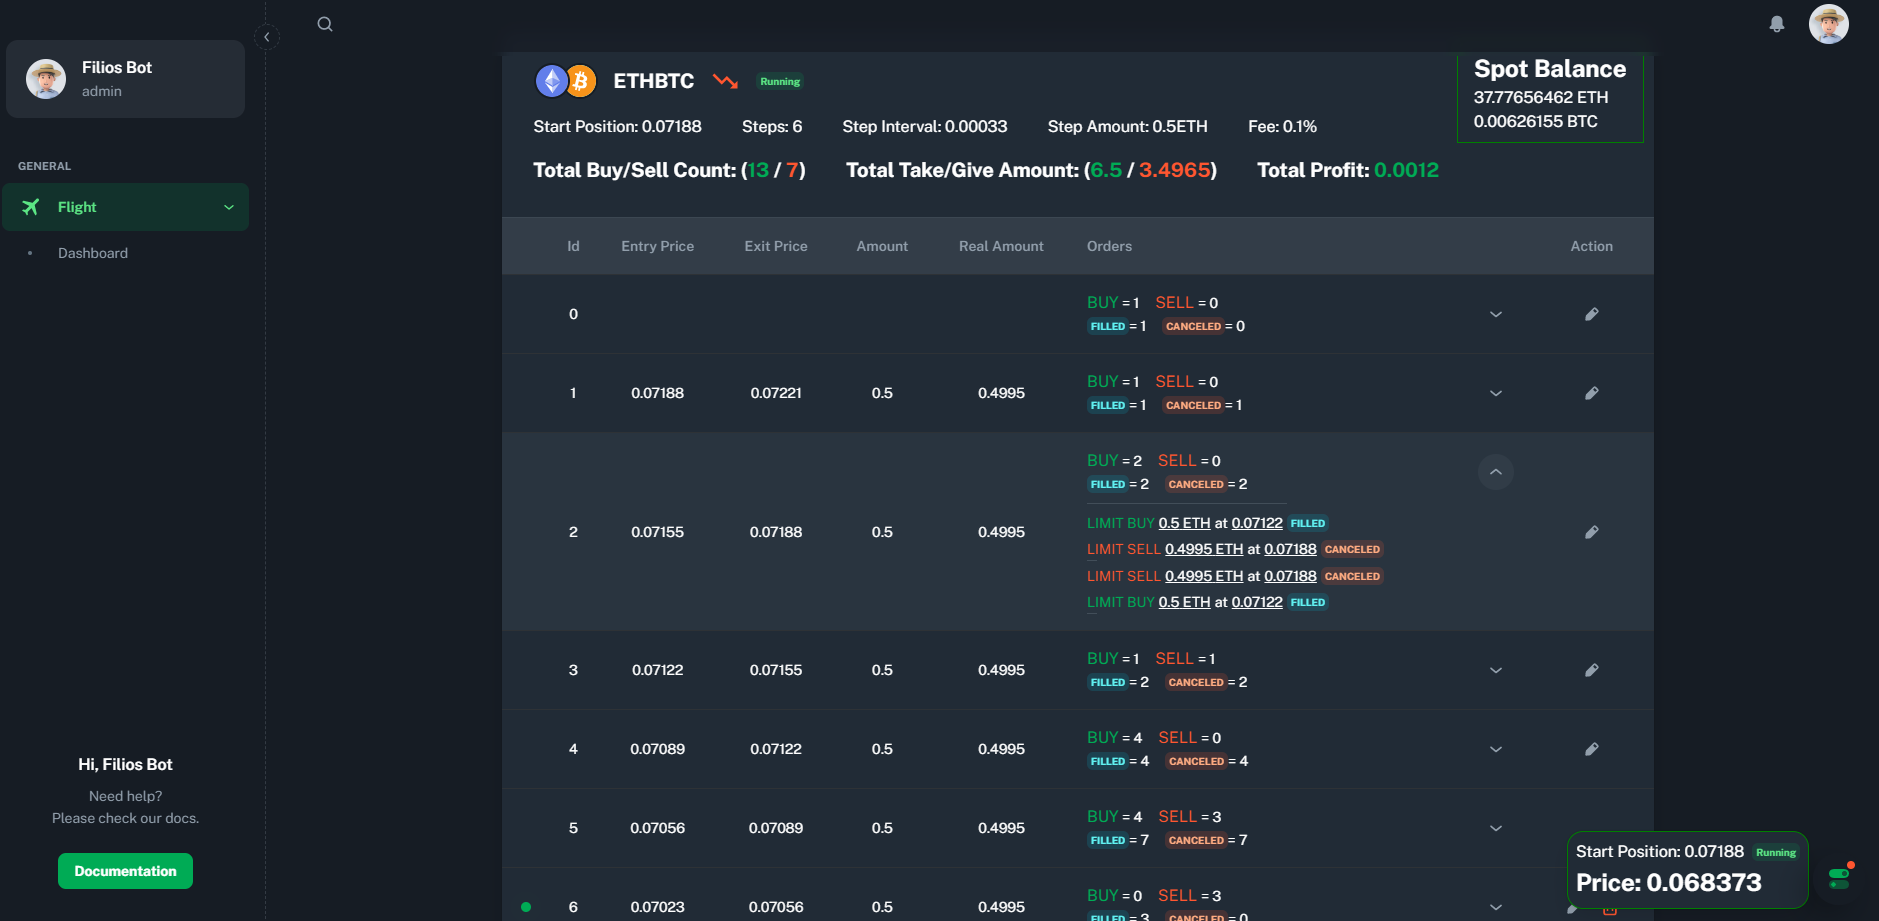 Filios Bot
admin
GENERAL
Flight
Dashboard
Hi, Filios Bot
Need help?
Please check our docs.
Documentation
ETHBTC Running
Spot Balance
37.77656462 ETH
0.00626155 BTC
Start Position: 0.07188 Steps: 6 Step Interval: 0.00033 Step Amount: 0.5ETH Fee: 0.1%
Total Buy/Sell Count: (13 / 7) Total Take/Give Amount: (6.5 / 3.4965) Total Profit: 0.0012
Id Entry Price Exit Price Amount Real Amount Orders Action
BUY = 1 SELL = 0
0
FILLED = 1 CANCELED = 0
BUY = 1 SELL = 0
1 0.07188 0.07221 0.5 0.4995
FILLED = 1 CANCELED = 1
BUY = 2 SELL = 0
FILLED = 2 CANCELED = 2
LIMIT BUY 0.5 ETH at 0.07122 FILLED
2 0.07155 0.07188 0.5 0.4995
LIMIT SELL 0.4995 ETH at 0.07188 CANCELED
LIMIT SELL 0.4995 ETH at 0.07188 CANCELED
LIMIT BUY 0.5 ETH at 0.07122 FILLED
BUY = 1 SELL = 1
3 0.07122 0.07155 0.5 0.4995
FILLED = 2 CANCELED = 2
BUY = 4 SELL = 0
4 0.07089 0.07122 0.5 0.4995
FILLED = 4 CANCELED = 4
BUY = 4 SELL = 3
5 0.07056 0.07089 0.5 0.4995
FILLED = 7 CANCELED = 7
BUY = 0 SELL = 3
6 0.07023 0.07056 0.5 0.4995
FILLED = 3 CANCELED = 0
Start Position: 0.07188 Running
Price: 0.068373